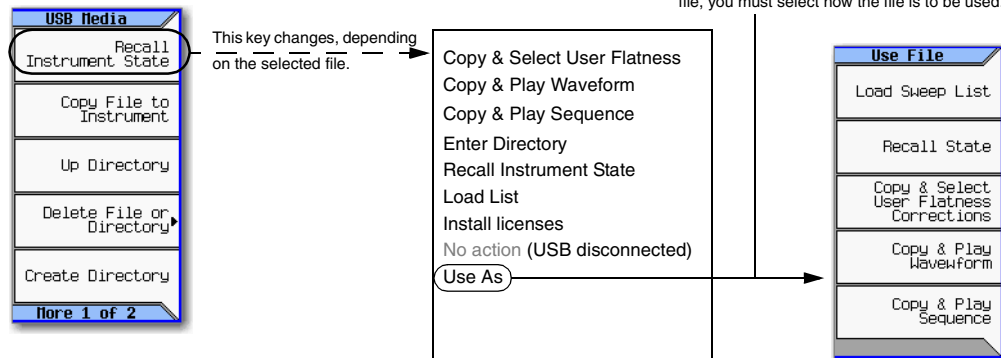 file, you must select how the file is to be used.
USB Media
Recall
Instrument State
Copy File to
Instrument
Up Directory
Delete File or
Directory
Create Directory
More 1 of 2
This key changes, depending
on the selected file.
Copy & Select User Flatness
Copy & Play Waveform
Copy & Play Sequence
Enter Directory
Recall Instrument State
Load List
Install licenses
No action (USB disconnected)
Use As
Use File
Load Sweep List
Recall State
Copy & Select
User Flatness
Corrections
Copy & Play
Waveform
Copy & Play
Sequence